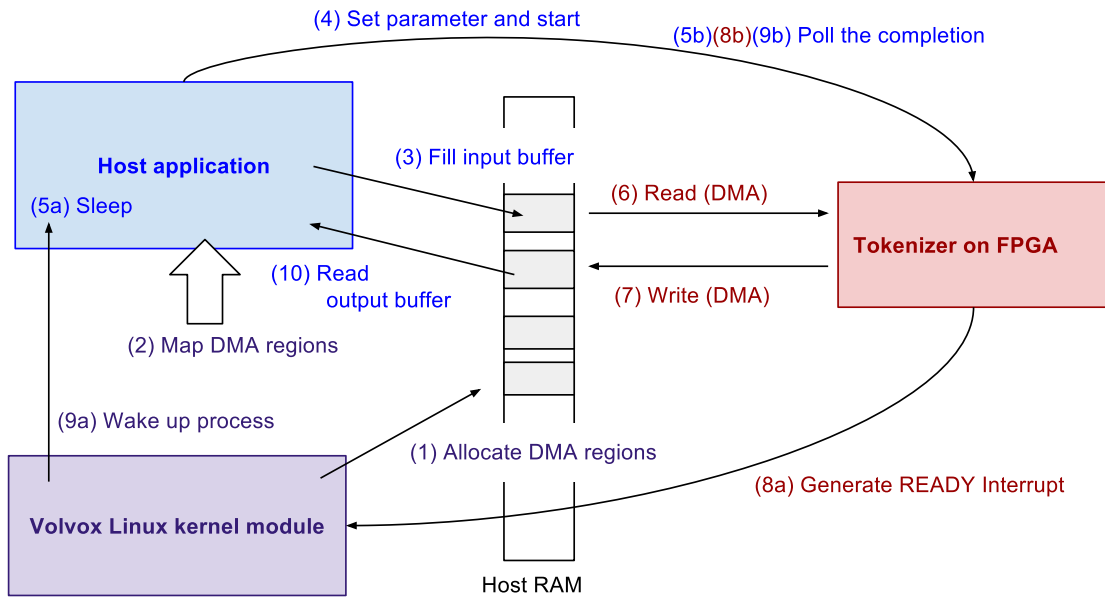 (4) Set parameter and start
(5b)(8b)(9b) Poll the completion
Host application
(3) Fill input buffer
(5a) Sleep
(6) Read (DMA)
Tokenizer on FPGA
(10) Read
output buffer
(7) Write (DMA)
(2) Map DMA regions
(9a) Wake up process
(1) Allocate DMA regions
(8a) Generate READY Interrupt
Volvox Linux kernel module
Host RAM